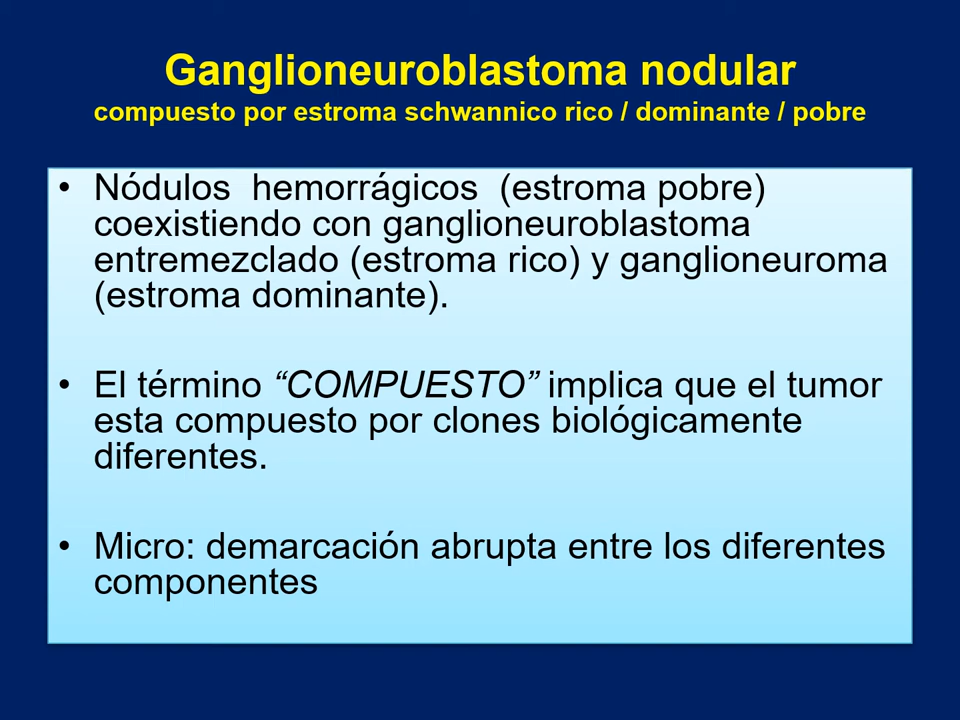 Ganglioneuroblastoma nodular
compuesto por estroma schwannico rico / dominante / pobre
• Nódulos hemorrágicos (estroma pobre)
coexistiendo con ganglioneuroblastoma
entremezclado (estroma rico) y ganglioneuroma
(estroma dominante).
• El término “COMPUESTO” implica que el tumor
esta compuesto por clones biológicamente
diferentes.
• Micro: demarcación abrupta entre los diferentes
componentes